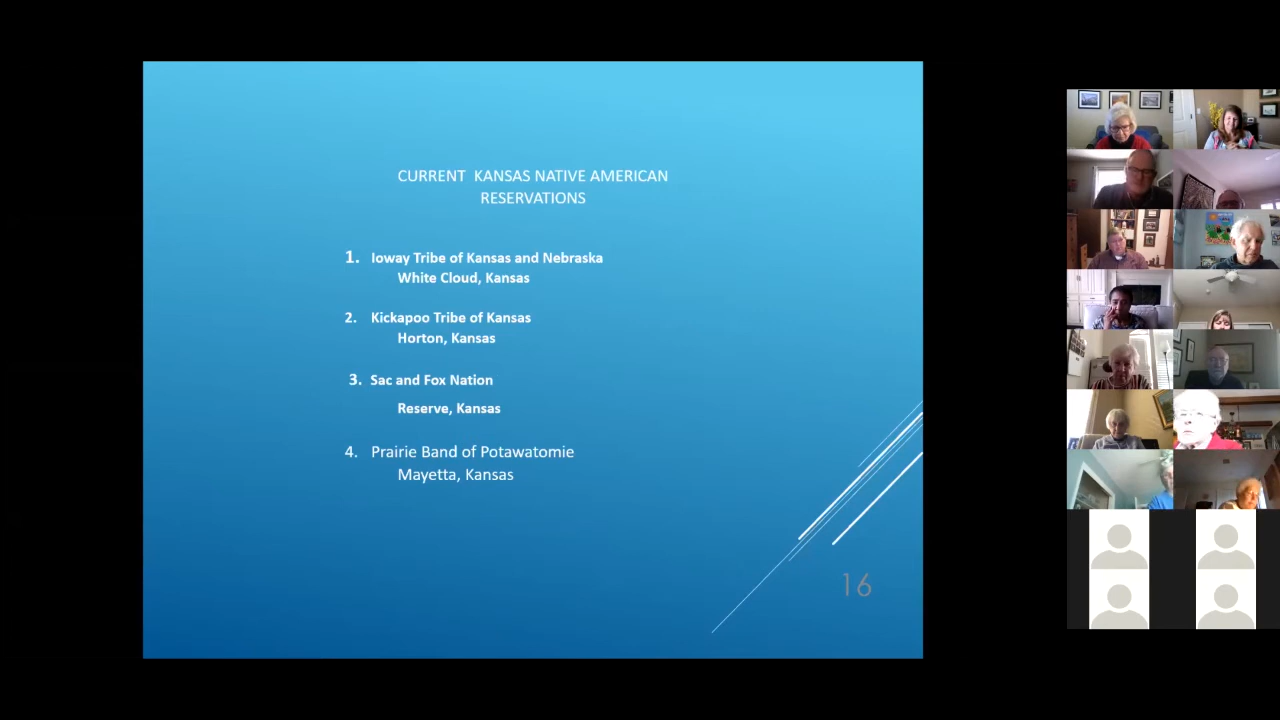 CURRENT KANSAS NATIVE AMERICAN
RESERVATIONS
1. Ioway Tribe of Kansas and Nebraska
White Cloud, Kansas
2. Kickapoo Tribe of Kansas
Horton, Kansas
3. Sac and Fox Nation
Reserve, Kansas
4. Prairie Band of Potawatomie
Mayetta, Kansas
16